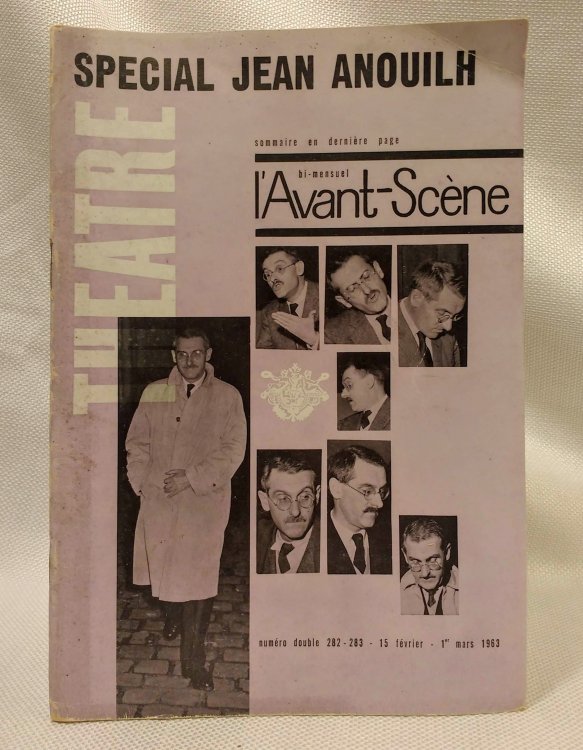 SPECIAL JEAN ANOUILH
THEATRE
sommaire en dernière page
bi-mensuel
l'Avant-Scène
numéro double 282-283 - 15 février - 1er mars 1963